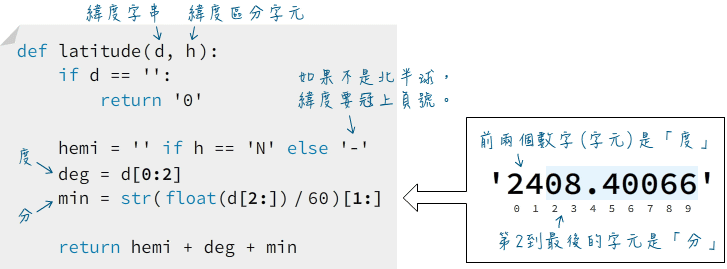 緯度字串 緯度區分字元
def latitude(d, h):
if d == '':
return '0'
如果不是北半球，
緯度要冠上負號。
hemi = '' if h == 'N' else '-'
度
deg = d[0:2]
min = str(float(d[2:])/60)[1:]
分
return hemi + deg + min
前兩個數字(字元)是「度」
'2408.40066'
0 1 2 3 4 5 6 7 8 9
第2到最後的字元是「分」